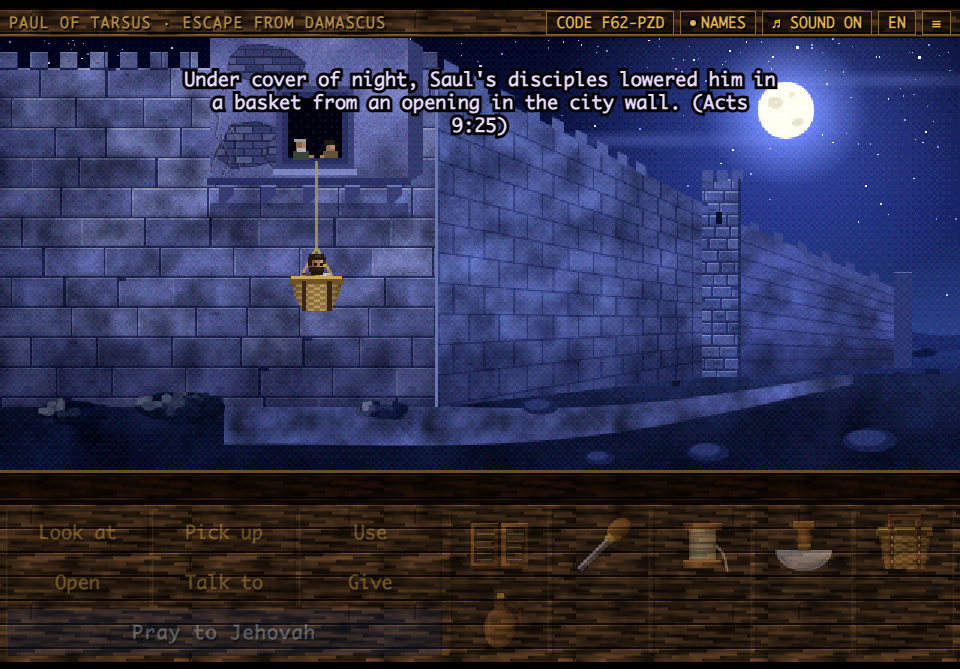 PAUL OF TARSUS · ESCAPE FROM DAMASCUS
CODE F62-PZD
NAMES
SOUND ON
EN
Under cover of night, Saul's disciples lowered him in
a basket from an opening in the city wall. (Acts
9:25)
Look at
Pick up
Use
Open
Talk to
Give
Pray to Jehovah